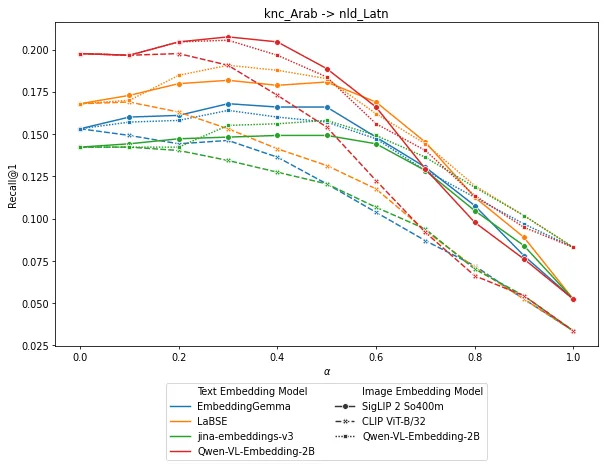 knc_Arab -> nld_Latn
Recall@1
0.200
0.175
0.150
0.125
0.100
0.075
0.050
0.025
0.0 0.2 0.4 0.6 0.8 1.0
α
Text Embedding Model
EmbeddingGemma
LaBSE
jina-embeddings-v3
Qwen-VL-Embedding-2B
Image Embedding Model
SigLIP 2 So400m
CLIP ViT-B/32
Qwen-VL-Embedding-2B